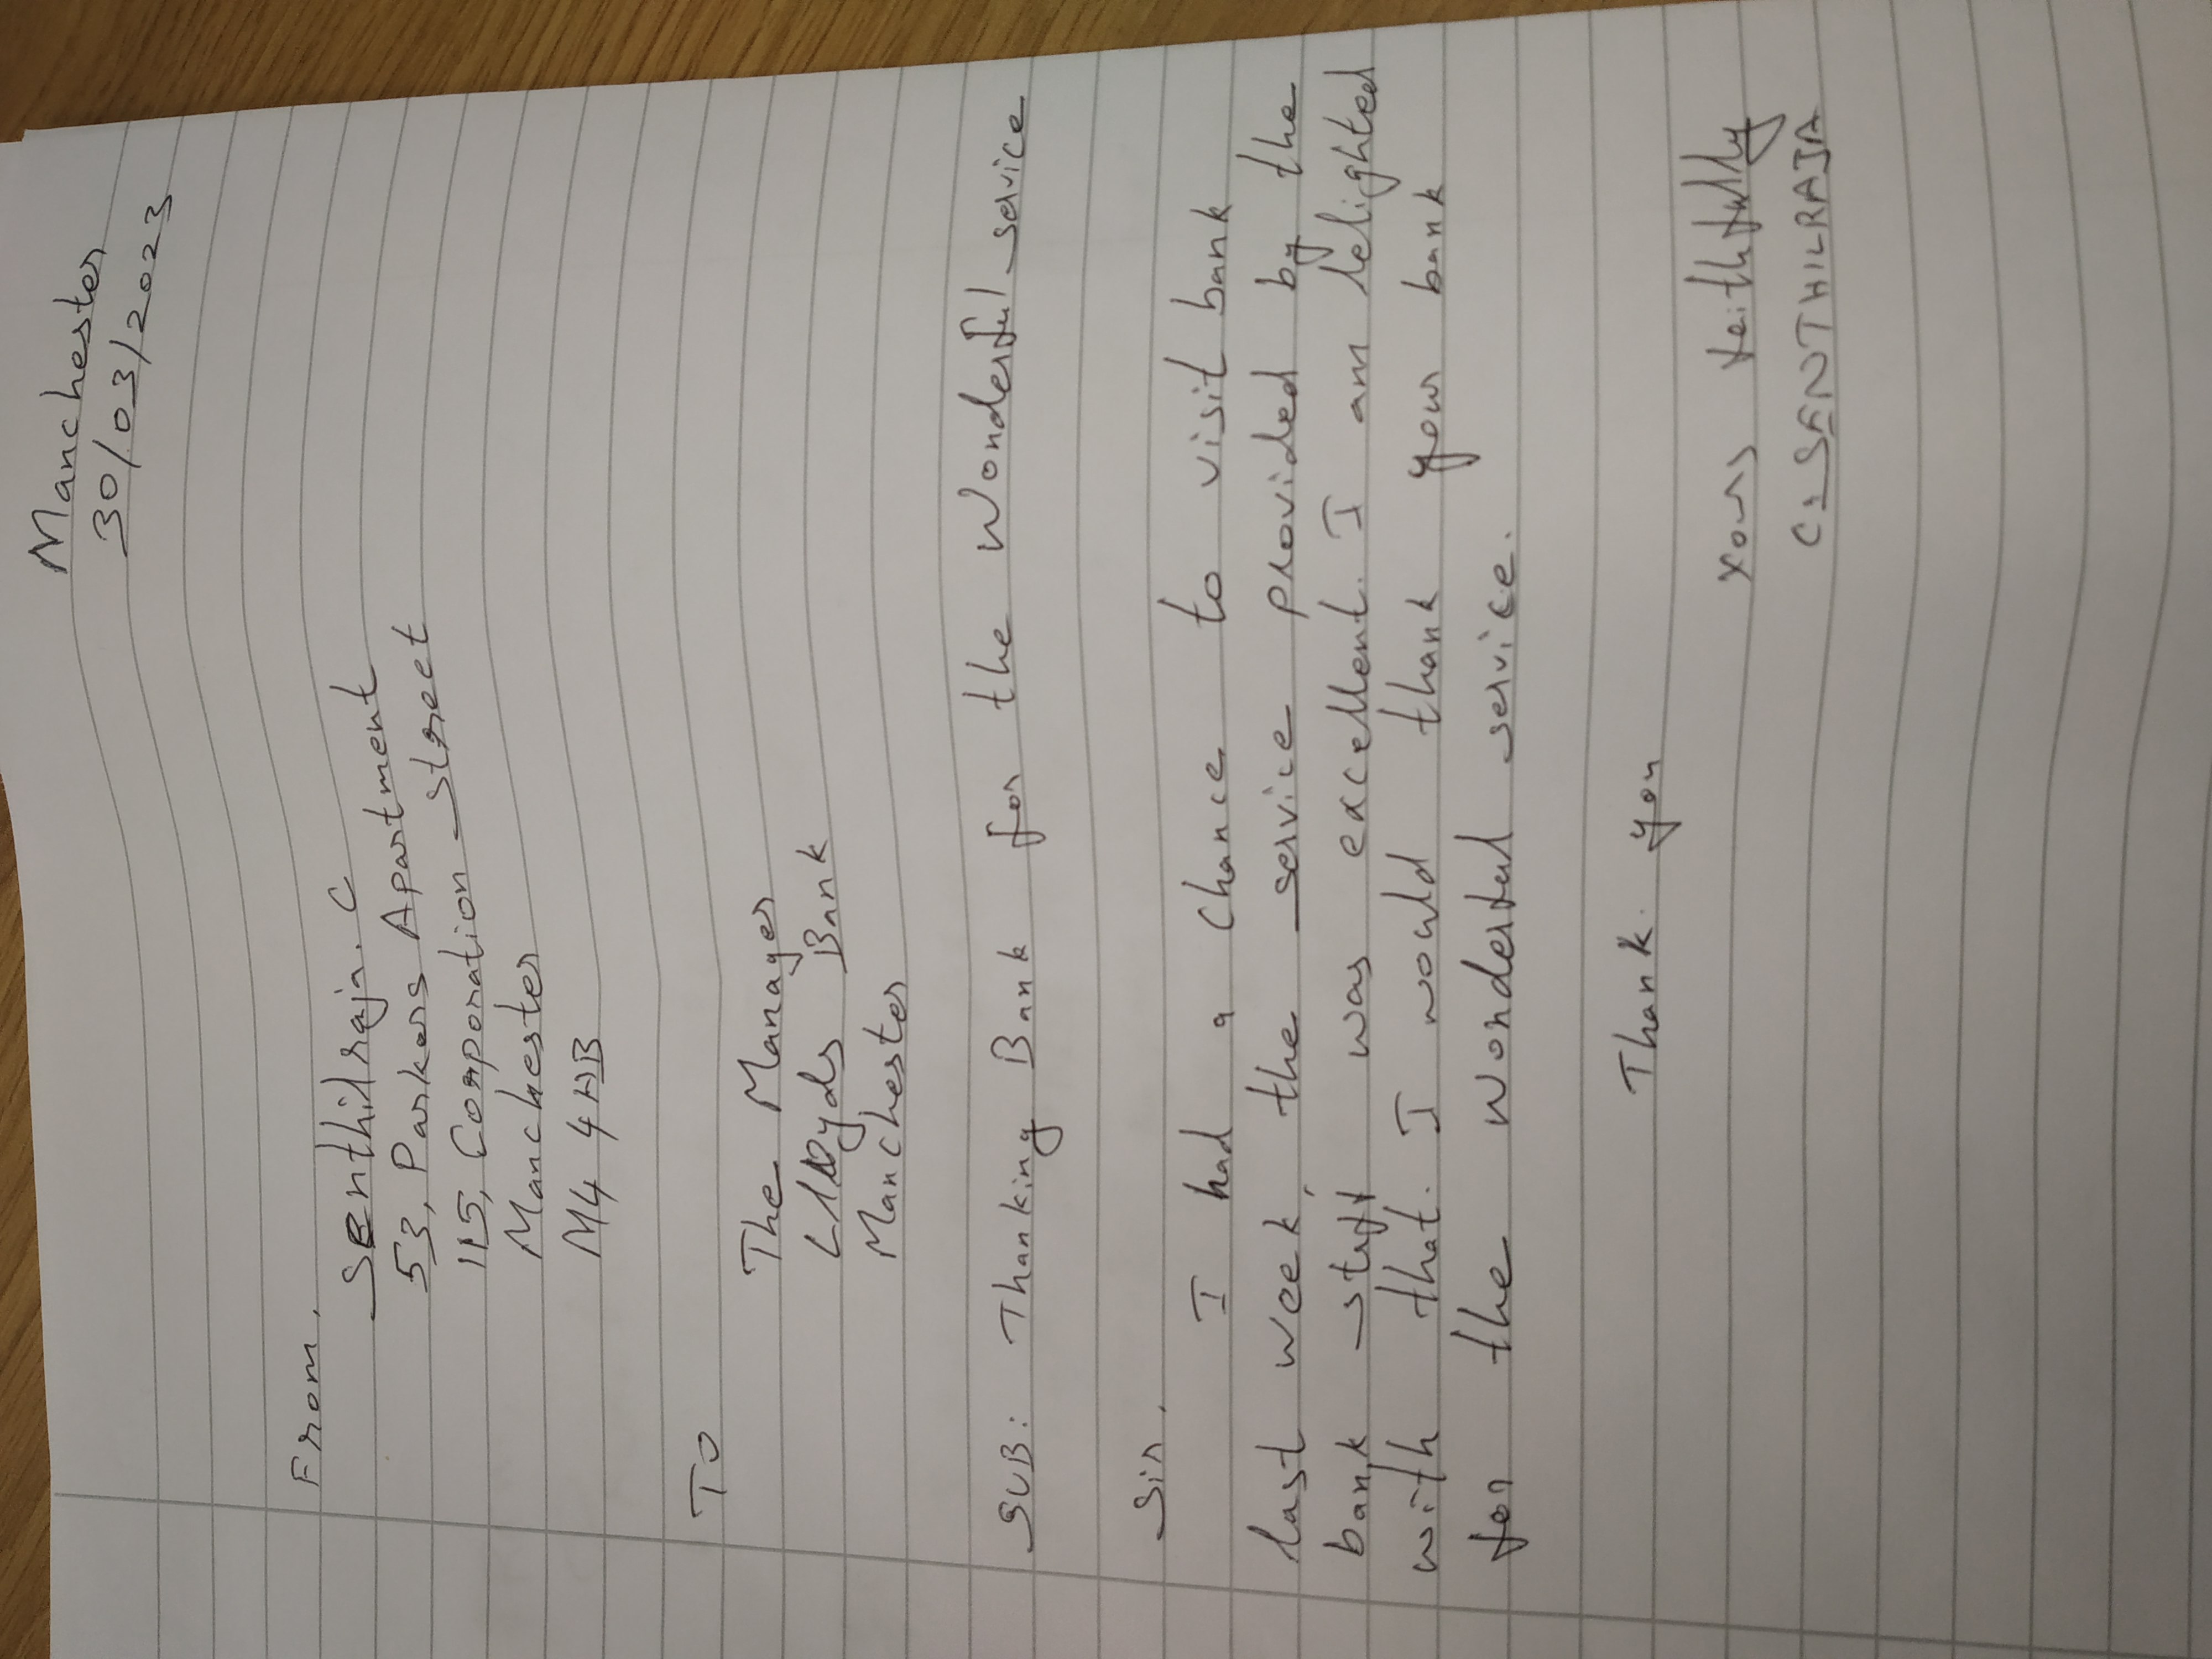 Manchester
30/03/2023
From,
Senthilraja. C
53, Parkers Apartment
115, Corporation Street
Manchester
M4 4HB
TO
The Manager
Lloyds Bank
Manchester
SUB: Thanking Bank for the Wonderful service
Sir,
I had a chance to visit bank
last week, the service provided by the
bank staff was excellent. I am delighted
with that. I would thank your bank
for the wonderful service.
Thank you
Yours faithfully
C. SENTHILRAJA